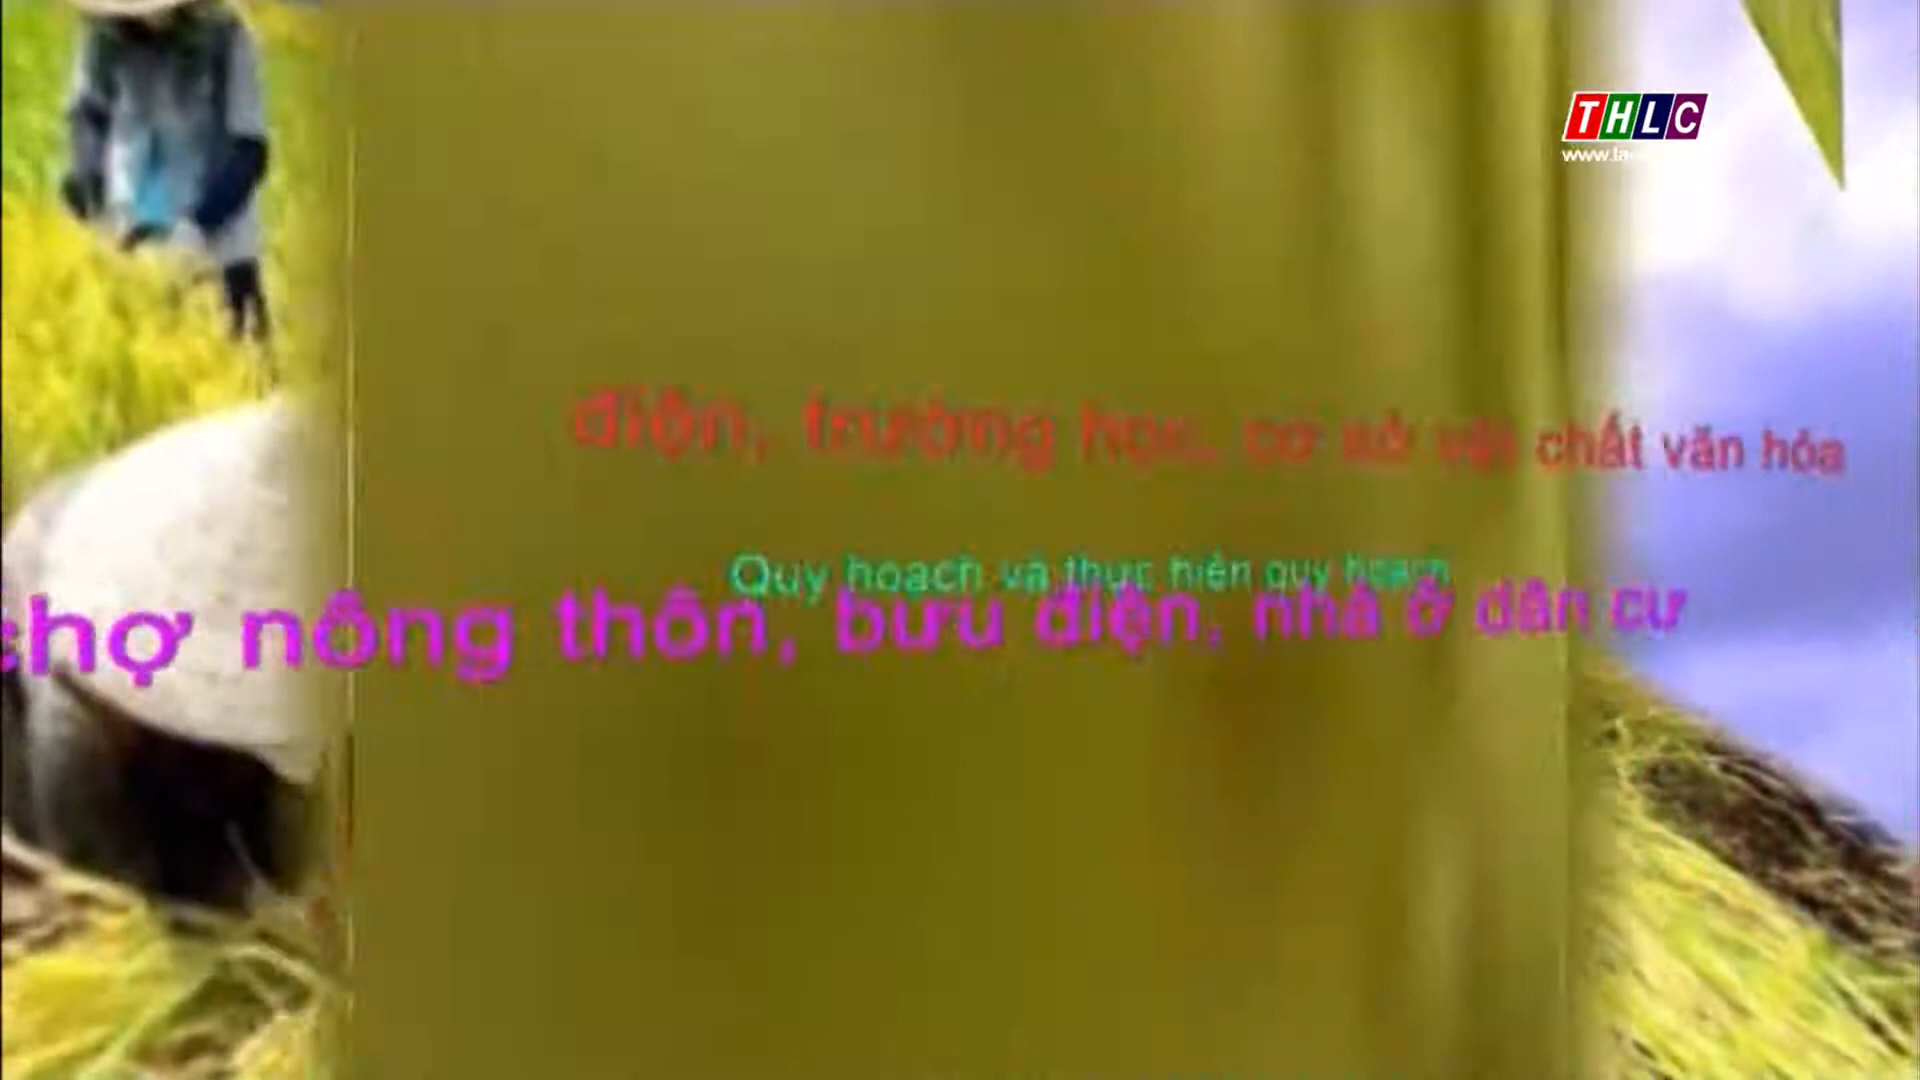 THLC
điện, trường học, cơ sở vật chất văn hóa
Quy hoạch và thực hiện quy hoạch
chợ nông thôn, bưu điện, nhà ở dân cư